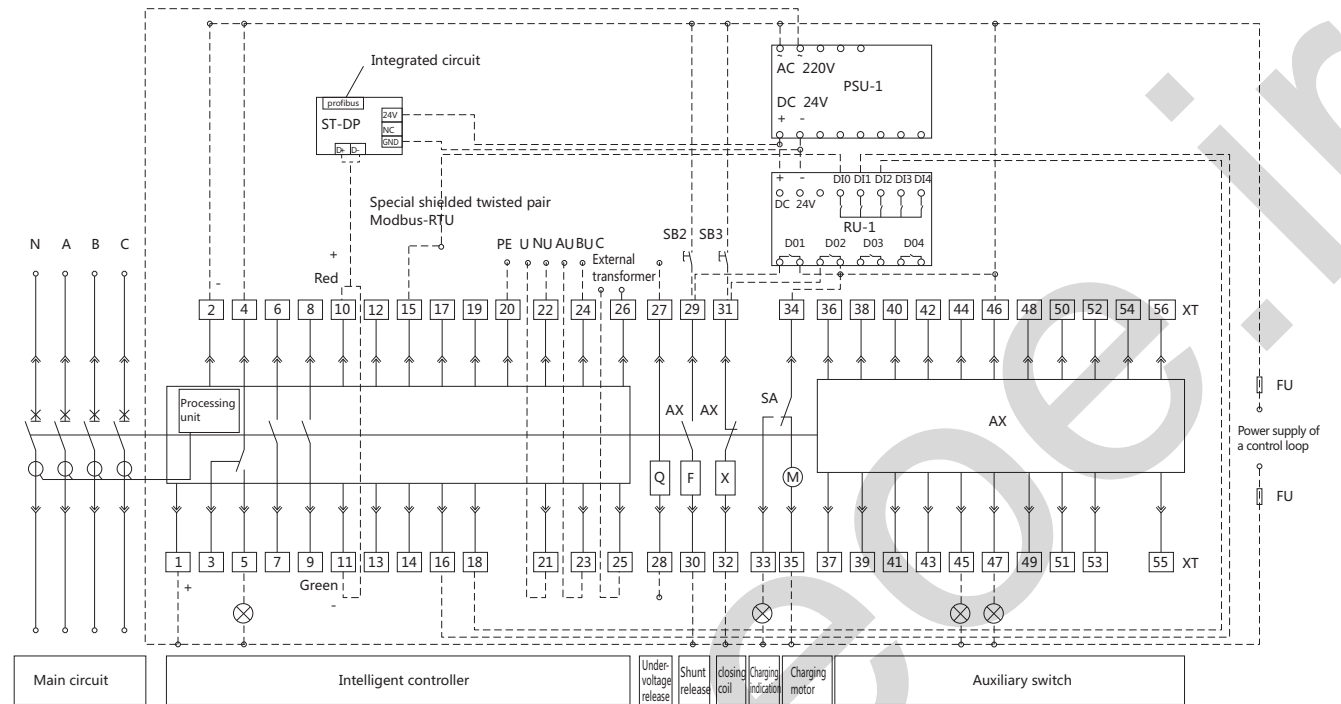 Integrated circuit
profibus
ST-DP
24V
NC
GND
D+ D-
~ ~
AC 220V
PSU-1
DC 24V
+ -
+ - DI0 DI1 DI2 DI3 DI4
DC 24V
RU-1
D01 D02 D03 D04
Special shielded twisted pair
Modbus-RTU
N A B C
+
Red
-
PE U NU AU BU C
External
transformer
SB2 SB3
2 4 6 8 10 12 15 17 19 20 22 24 26 27 29 31 34 36 38 40 42 44 46 48 50 52 54 56 XT
Processing
unit
AX AX SA AX
Q F X M
FU
Power supply of
a control loop
FU
1 3 5 7 9 11 13 14 16 18 21 23 25 28 30 32 33 35 37 39 41 43 45 47 49 51 53 55 XT
+
Green
-
Main circuit
Intelligent controller
Under-
voltage
release
Shunt
release
closing
coil
Charging
indication
Charging
motor
Auxiliary switch
eoe.ir